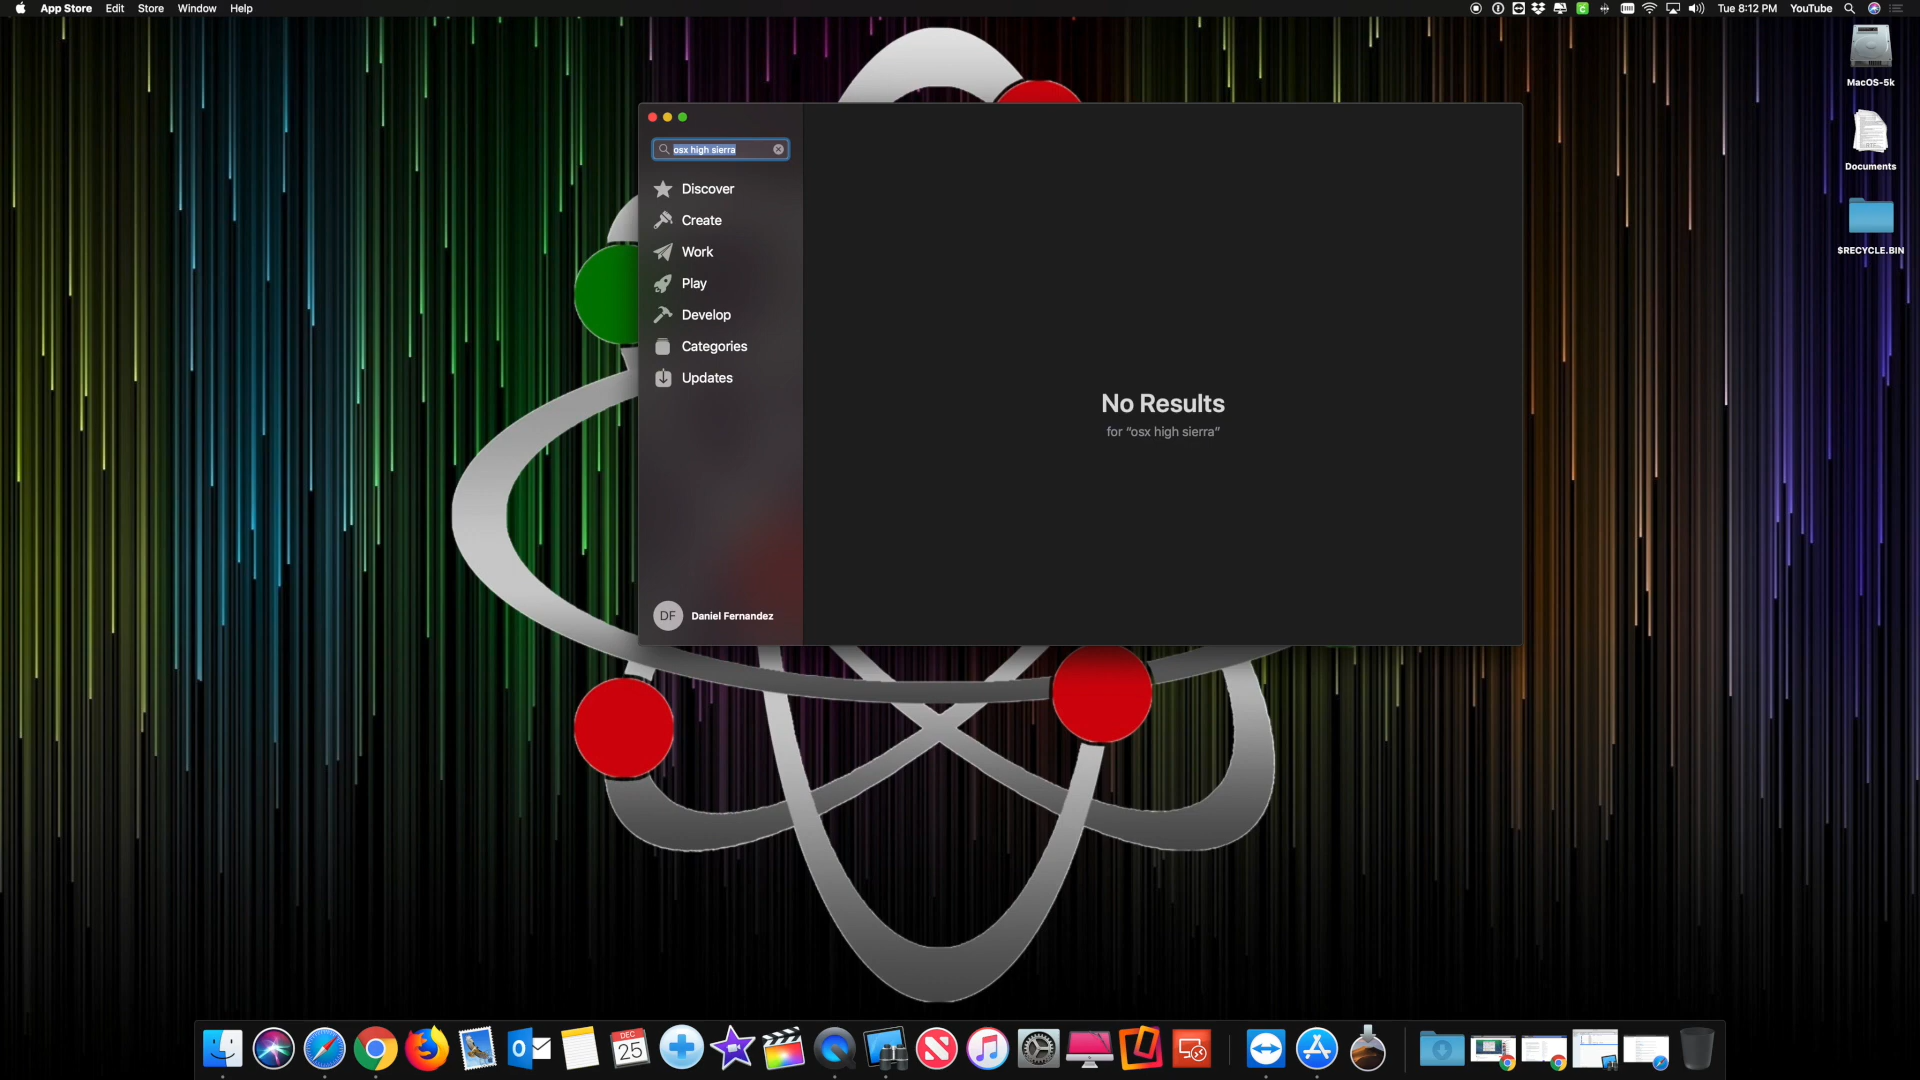 App Store Edit Store Window Help
Tue 8:12 PM YouTube
MacOS-5k
Documents
$RECYCLE.BIN
osx high sierra
Discover
Create
Work
Play
Develop
Categories
Updates
DF Daniel Fernandez
No Results
for “osx high sierra”
DEC
25